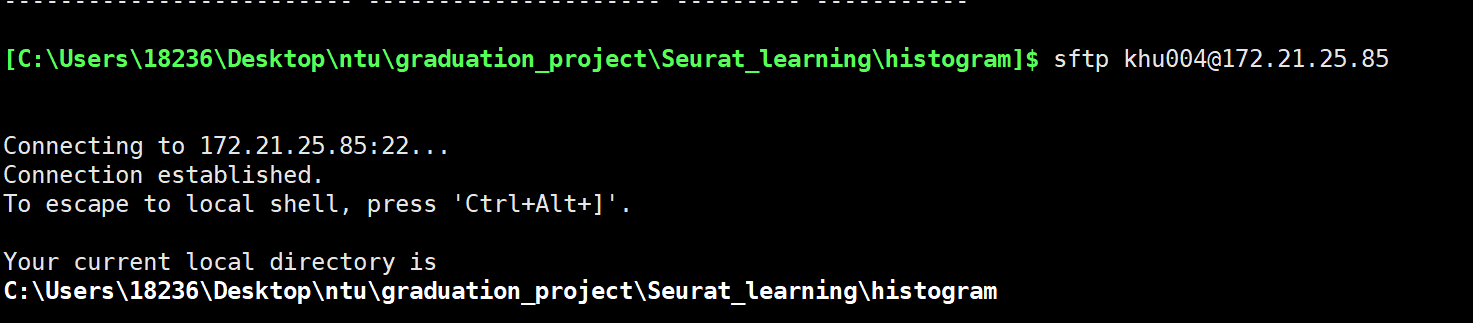 -------------------------- ---------------------- --------- -----------
[C:\Users\18236\Desktop\ntu\graduation_project\Seurat_learning\histogram]$ sftp khu004@172.21.25.85
Connecting to 172.21.25.85:22...
Connection established.
To escape to local shell, press 'Ctrl+Alt+]'.
Your current local directory is
C:\Users\18236\Desktop\ntu\graduation_project\Seurat_learning\histogram